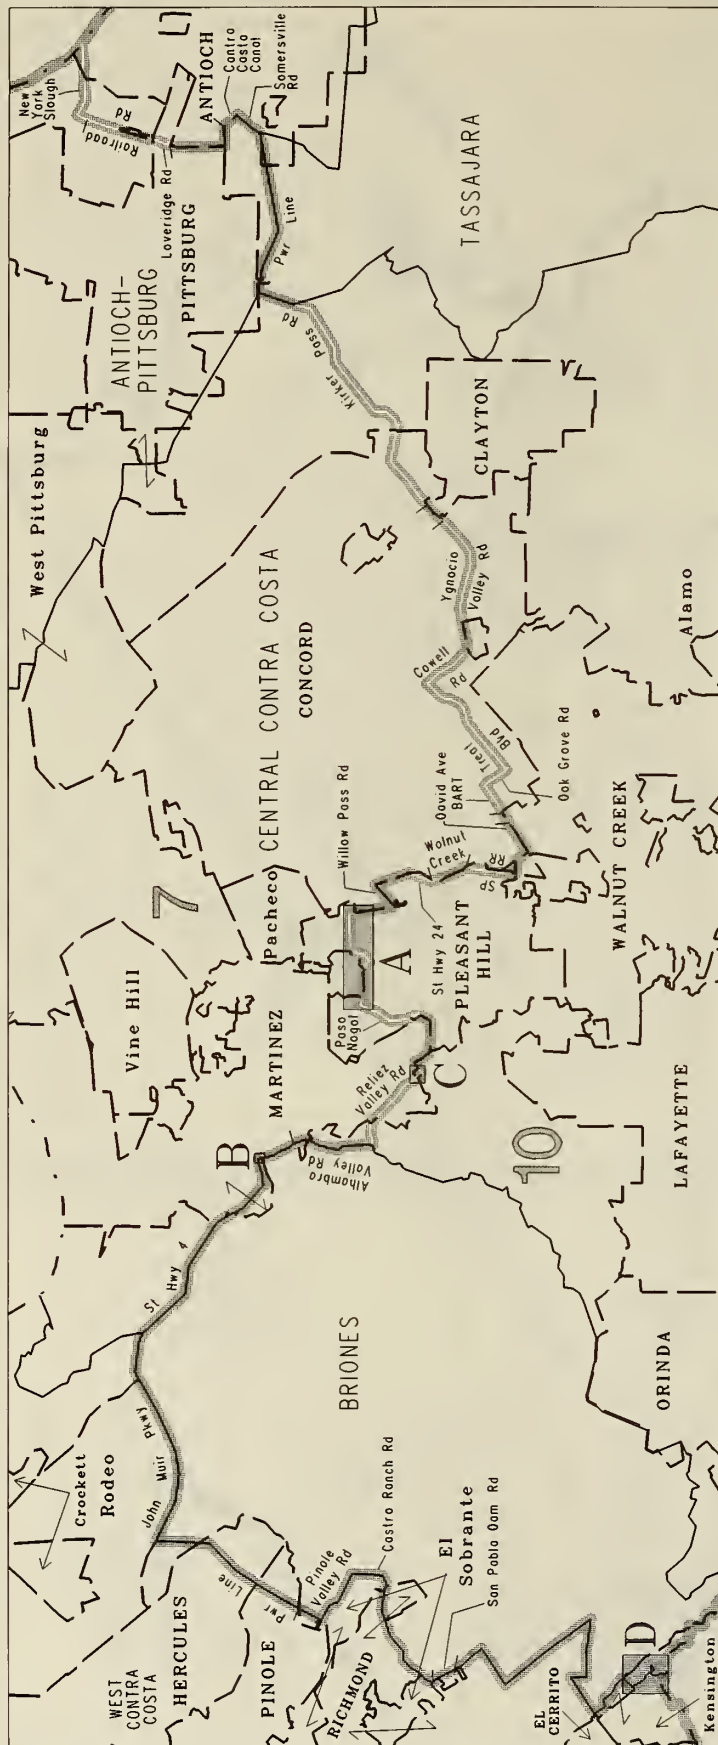 New
York
Slough
Railroad
Rd
Loveridge Rd
ANTIOCH
Contra
Costa
Canal
Somersville
Rd
PITTSBURG
ANTIOCH-
PITTSBURG
Pwr Line
TASSAJARA
West Pittsburg
Kirker Pass Rd
CLAYTON
CENTRAL CONTRA COSTA
CONCORD
Ygnacio
Valley Rd
Cowell
Rd
Alamo
Treat Blvd
Oak Grove Rd
David Ave
BART
Willow Pass Rd
Walnut
Creek
SP RR
St Hwy 24
WALNUT CREEK
PLEASANT
HILL
7
Pacheco
A
Vine Hill
MARTINEZ
Paso
Nogal
Reliez
Valley Rd
C
B
Alhambra
Valley Rd
10
LAFAYETTE
St Hwy 4
BRIONES
ORINDA
Crockett
Rodeo
John Muir Pkwy
Castro Ranch Rd
El
Sobrante
San Pablo Dam Rd
Pinole
Valley Rd
Pwr Line
WEST
CONTRA
COSTA
HERCULES
PINOLE
RICHMOND
EL
CERRITO
D
Kensington